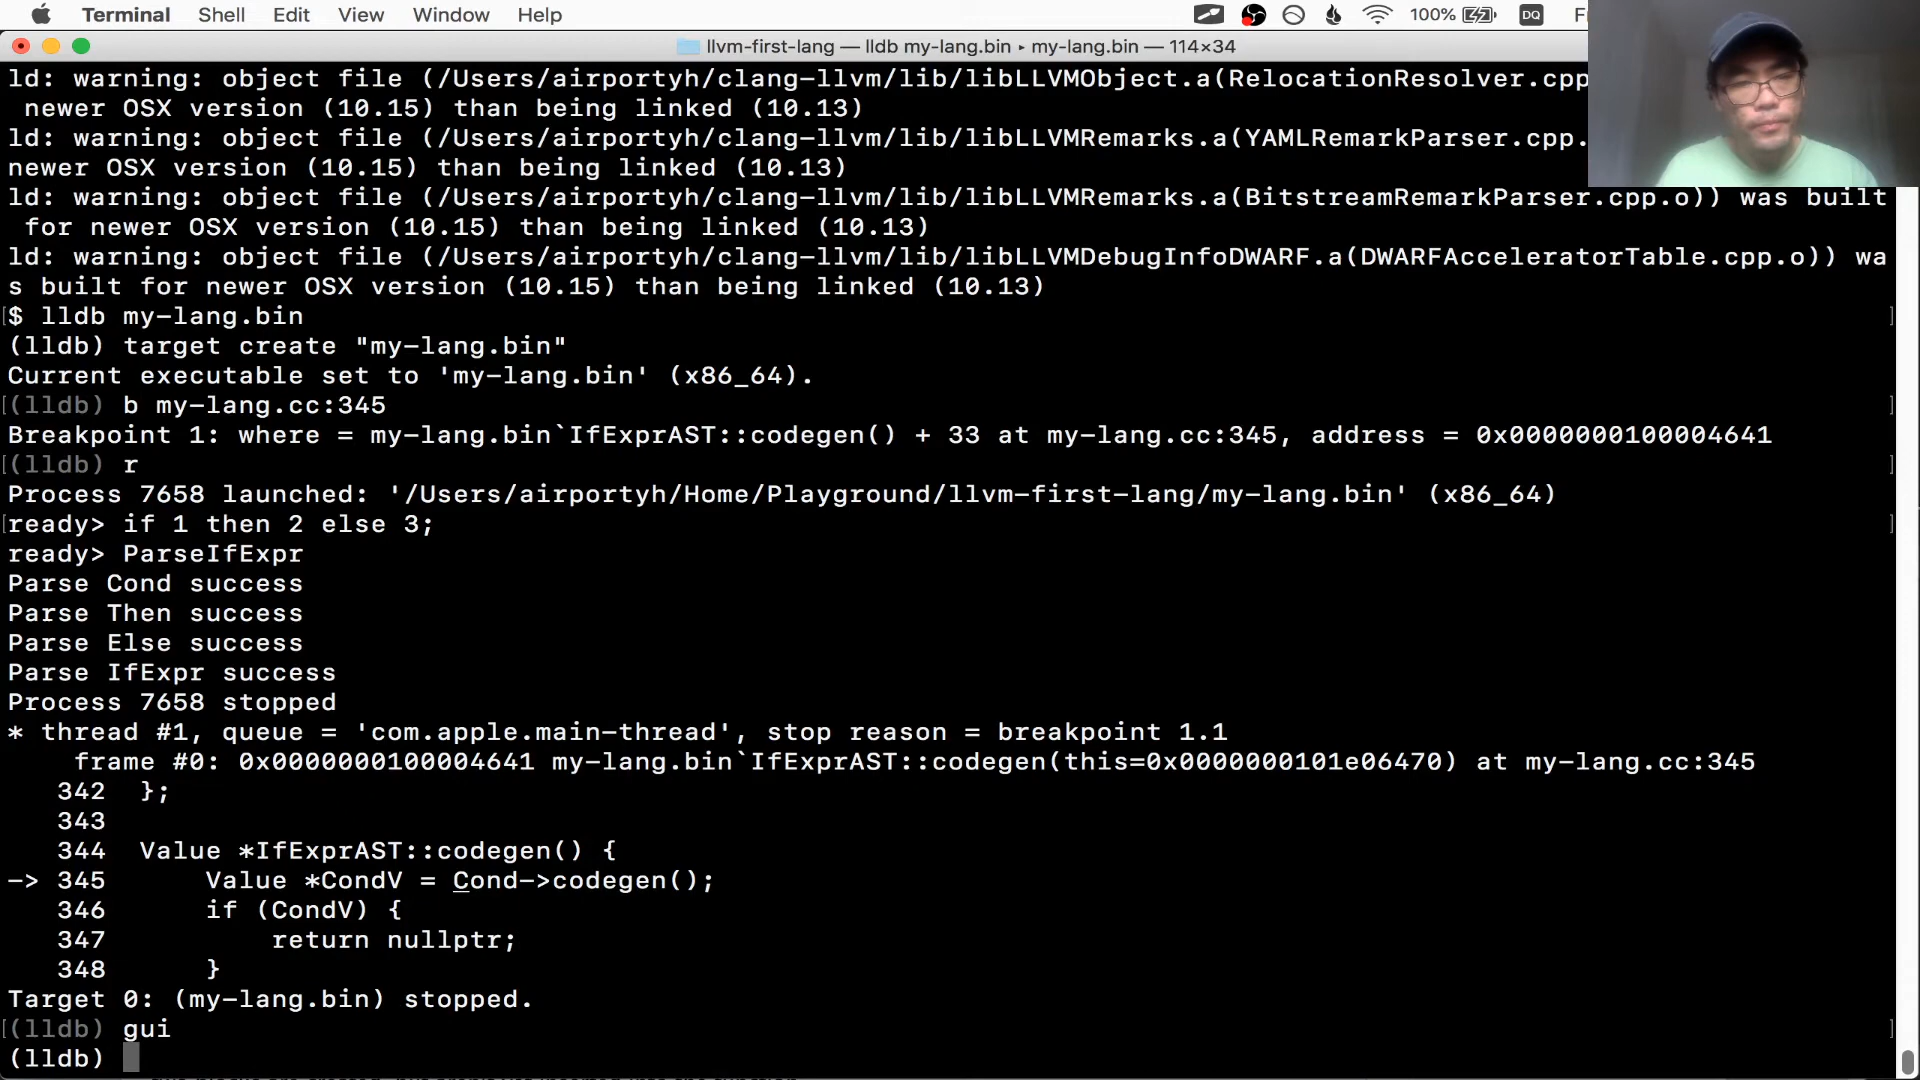 Terminal Shell Edit View Window Help 100% DQ
llvm-first-lang — lldb my-lang.bin ▸ my-lang.bin — 114×34
ld: warning: object file (/Users/airportyh/clang-llvm/lib/libLLVMObject.a(RelocationResolver.cpp
newer OSX version (10.15) than being linked (10.13)
ld: warning: object file (/Users/airportyh/clang-llvm/lib/libLLVMRemarks.a(YAMLRemarkParser.cpp.
newer OSX version (10.15) than being linked (10.13)
ld: warning: object file (/Users/airportyh/clang-llvm/lib/libLLVMRemarks.a(BitstreamRemarkParser.cpp.o)) was built
for newer OSX version (10.15) than being linked (10.13)
ld: warning: object file (/Users/airportyh/clang-llvm/lib/libLLVMDebugInfoDWARF.a(DWARFAcceleratorTable.cpp.o)) wa
s built for newer OSX version (10.15) than being linked (10.13)
[$ lldb my-lang.bin ]
(lldb) target create "my-lang.bin"
Current executable set to 'my-lang.bin' (x86_64).
[(lldb) b my-lang.cc:345 ]
Breakpoint 1: where = my-lang.bin`IfExprAST::codegen() + 33 at my-lang.cc:345, address = 0x0000000100004641
[(lldb) r ]
Process 7658 launched: '/Users/airportyh/Home/Playground/llvm-first-lang/my-lang.bin' (x86_64)
[ready> if 1 then 2 else 3; ]
ready> ParseIfExpr
Parse Cond success
Parse Then success
Parse Else success
Parse IfExpr success
Process 7658 stopped
* thread #1, queue = 'com.apple.main-thread', stop reason = breakpoint 1.1
frame #0: 0x0000000100004641 my-lang.bin`IfExprAST::codegen(this=0x0000000101e06470) at my-lang.cc:345
342 };
343
344 Value *IfExprAST::codegen() {
-> 345 Value *CondV = Cond->codegen();
346 if (CondV) {
347 return nullptr;
348 }
Target 0: (my-lang.bin) stopped.
[(lldb) gui ]
(lldb)